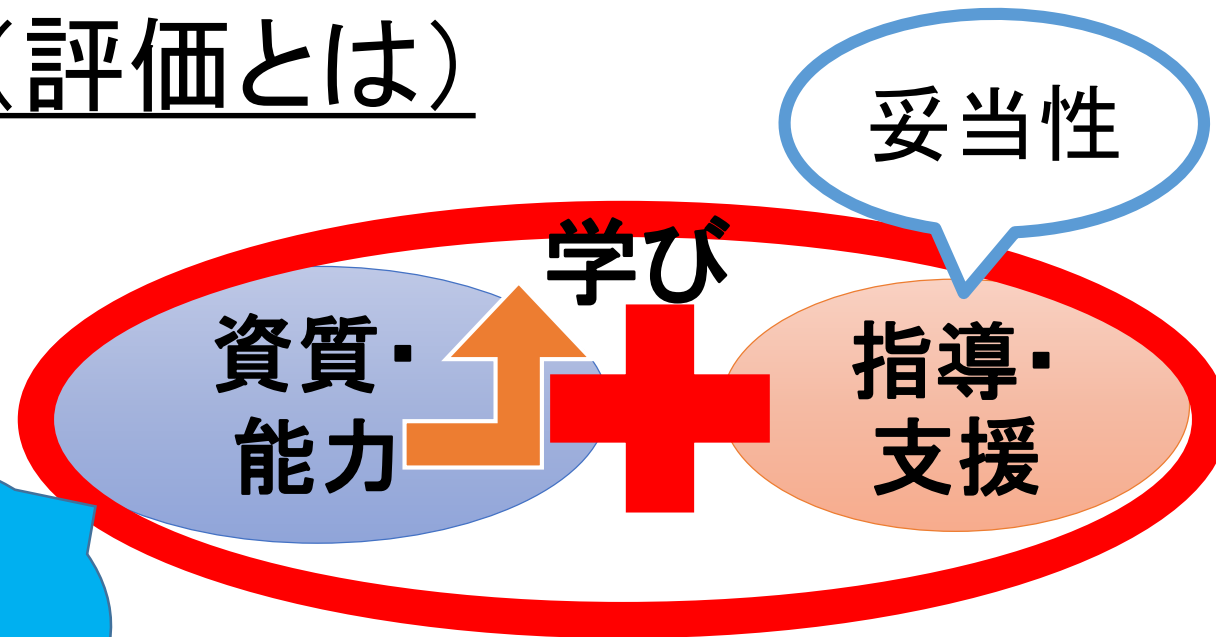 （評価とは）
妥当性
学び
資質・
能力
指導・
支援